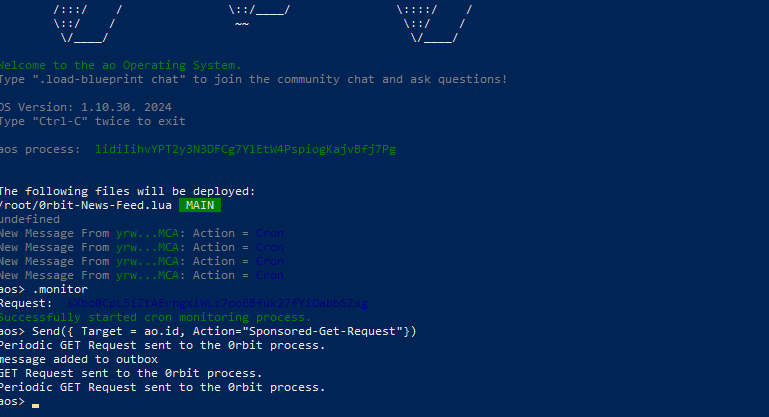 /:::/    /               \::/____/               \::::/    /
\::/    /                 ~~                      \::/    /
\/____/                                            \/____/
Welcome to the ao Operating System.
Type ".load-blueprint chat" to join the community chat and ask questions!
OS Version: 1.10.30. 2024
Type "Ctrl-C" twice to exit
aos process:
The following files will be deployed:
/root/0rbit-News-Feed.lua MAIN
undefined
New Message From yrw...MCA: Action = Cron
New Message From yrw...MCA: Action = Cron
New Message From yrw...MCA: Action = Cron
New Message From yrw...MCA: Action = Cron
aos> .monitor
Request:
Successfully started cron monitoring process.
aos> Send({ Target = ao.id, Action="Sponsored-Get-Request"})
Periodic GET Request sent to the 0rbit process.
message added to outbox
GET Request sent to the 0rbit process.
Periodic GET Request sent to the 0rbit process.
aos>